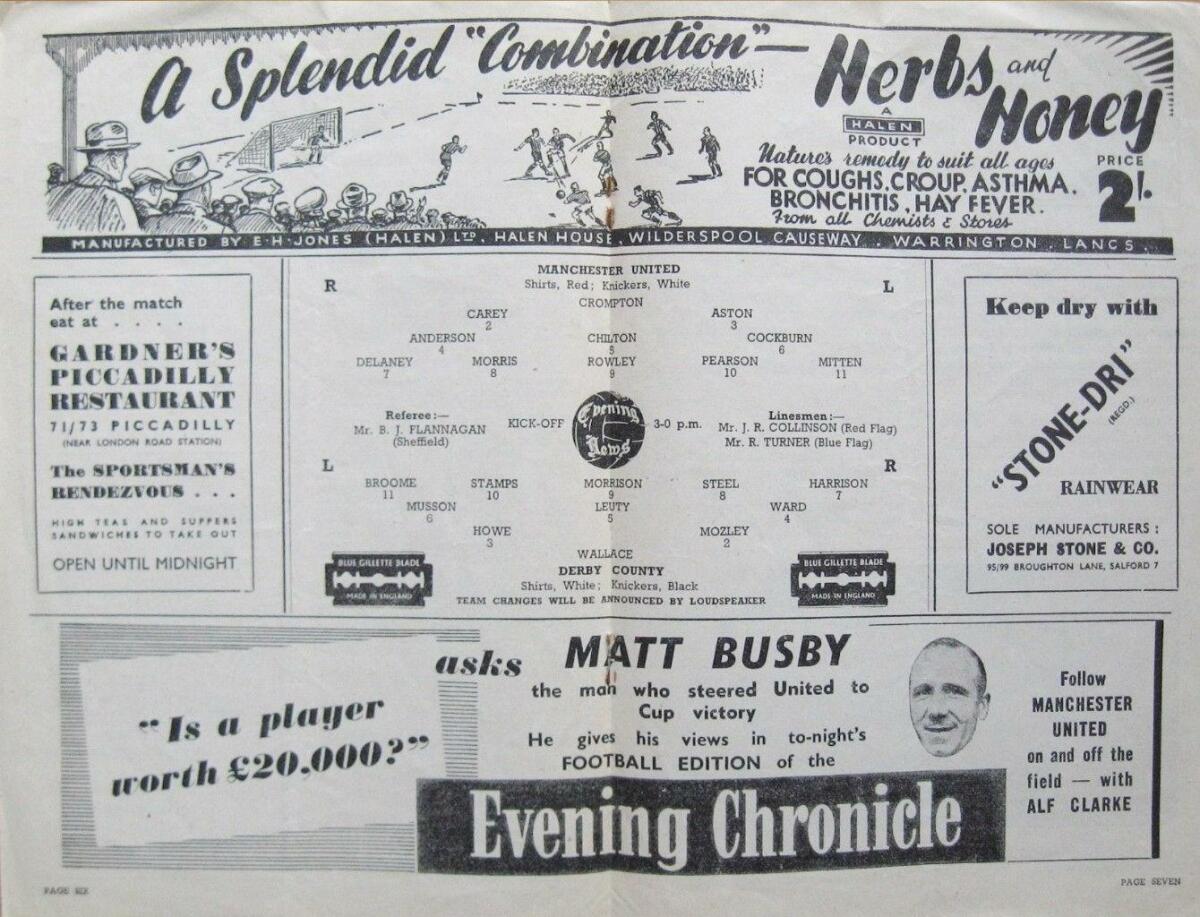 A Splendid "Combination" —
Herbs and Honey
A
HALEN
PRODUCT
Nature's remedy to suit all ages
FOR COUGHS, CROUP, ASTHMA,
BRONCHITIS, HAY FEVER.
From all Chemists & Stores
PRICE
2/-
MANUFACTURED BY E·H·JONES (HALEN) LTD. HALEN HOUSE, WILDERSPOOL CAUSEWAY. WARRINGTON. LANCS.
After the match
eat at . . . .
GARDNER'S
PICCADILLY
RESTAURANT
71/73 PICCADILLY
(NEAR LONDON ROAD STATION)
The SPORTSMAN'S
RENDEZVOUS . . .
HIGH TEAS AND SUPPERS
SANDWICHES TO TAKE OUT
OPEN UNTIL MIDNIGHT
MANCHESTER UNITED
R Shirts, Red; Knickers, White L
CROMPTON
CAREY ASTON
2 3
ANDERSON CHILTON COCKBURN
4 5 6
DELANEY MORRIS ROWLEY PEARSON MITTEN
7 8 9 10 11
Referee:—
Mr. B. J. FLANNAGAN
(Sheffield)
KICK-OFF
Evening
News
3-0 p.m.
Linesmen:—
Mr. J. R. COLLINSON (Red Flag)
Mr. R. TURNER (Blue Flag)
L R
BROOME STAMPS MORRISON STEEL HARRISON
11 10 9 8 7
MUSSON LEUTY WARD
6 5 4
HOWE MOZLEY
3 2
WALLACE
DERBY COUNTY
Shirts, White; Knickers, Black
TEAM CHANGES WILL BE ANNOUNCED BY LOUDSPEAKER
BLUE GILLETTE BLADE
MADE IN ENGLAND
BLUE GILLETTE BLADE
MADE IN ENGLAND
Keep dry with
"STONE-DRI"
(REGD.)
RAINWEAR
SOLE MANUFACTURERS:
JOSEPH STONE & CO.
95/99 BROUGHTON LANE, SALFORD 7
"Is a player
worth £20,000?"
asks MATT BUSBY
the man who steered United to
Cup victory
He gives his views in to-night's
FOOTBALL EDITION of the
Evening Chronicle
Follow
MANCHESTER
UNITED
on and off the
field — with
ALF CLARKE
PAGE SIX
PAGE SEVEN